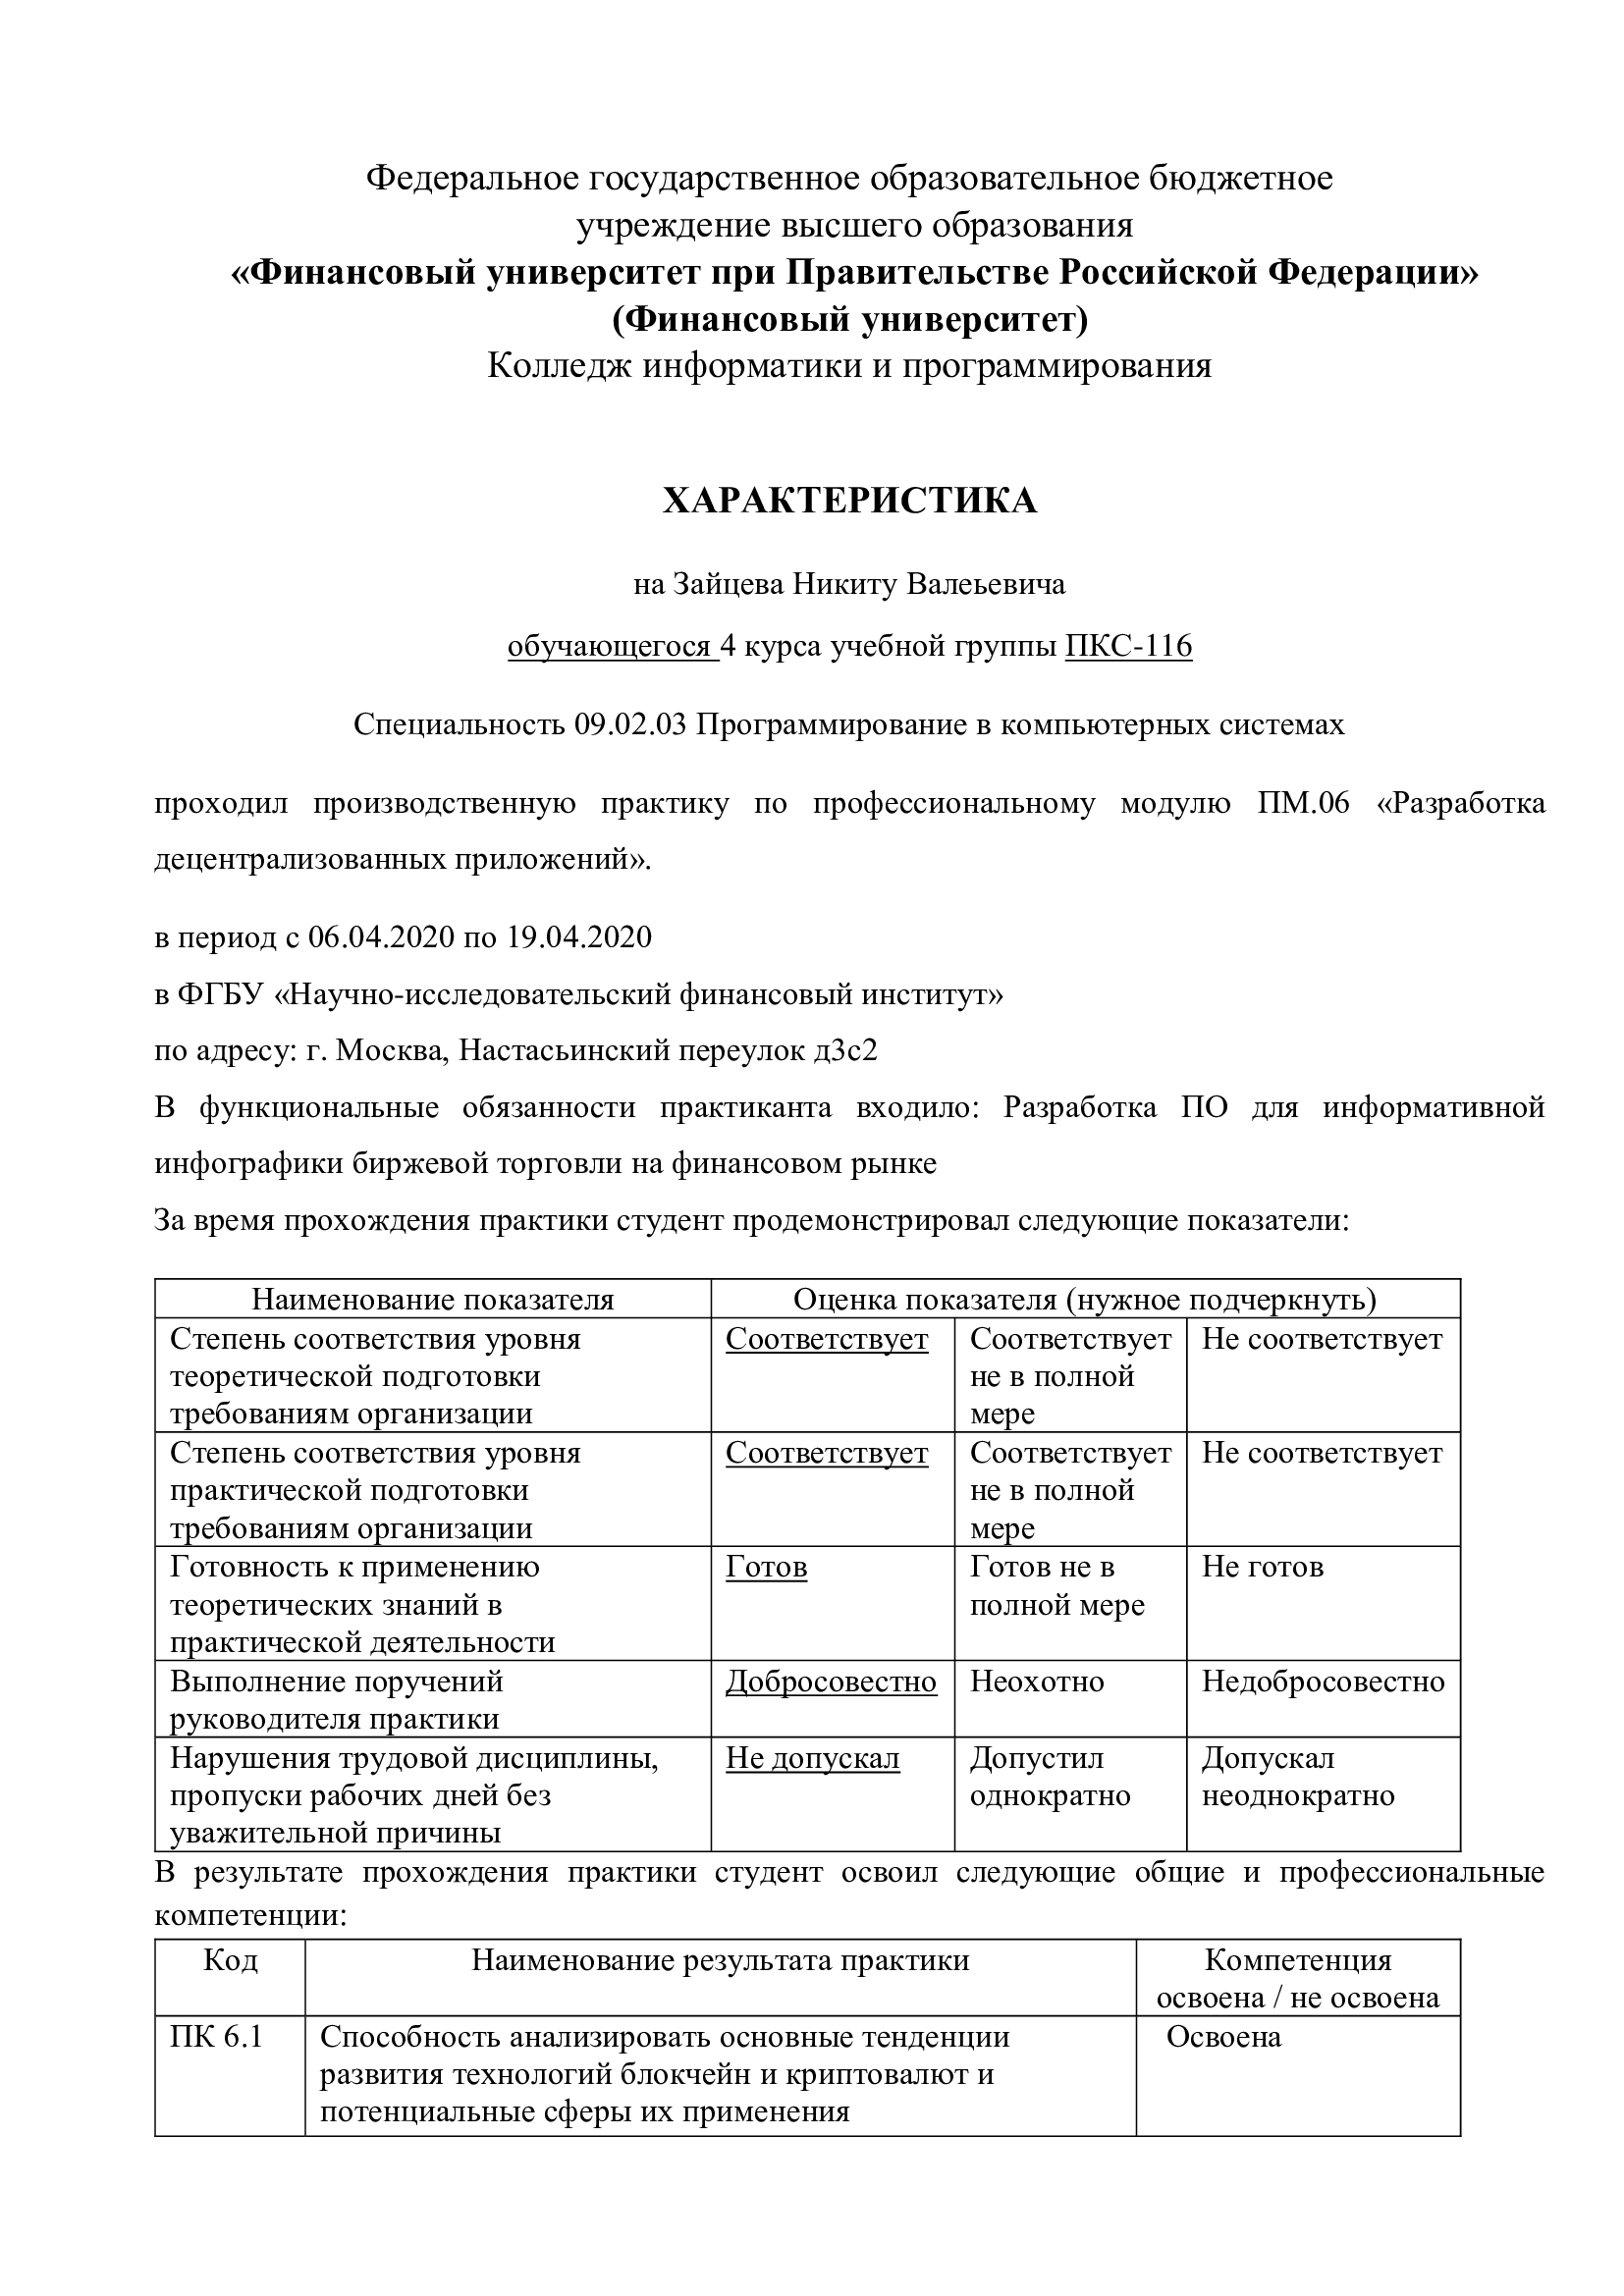 Федеральное государственное образовательное бюджетное
учреждение высшего образования
«Финансовый университет при Правительстве Российской Федерации»
(Финансовый университет)
Колледж информатики и программирования
ХАРАКТЕРИСТИКА
на Зайцева Никиту Валеьевича
обучающегося 4 курса учебной группы ПКС-116
Специальность 09.02.03 Программирование в компьютерных системах
проходил производственную практику по профессиональному модулю ПМ.06 «Разработка
децентрализованных приложений».
в период с 06.04.2020 по 19.04.2020
в ФГБУ «Научно-исследовательский финансовый институт»
по адресу: г. Москва, Настасьинский переулок д3с2
В функциональные обязанности практиканта входило: Разработка ПО для информативной
инфографики биржевой торговли на финансовом рынке
За время прохождения практики студент продемонстрировал следующие показатели:
Наименование показателя Оценка показателя (нужное подчеркнуть)
Степень соответствия уровня Соответствует Соответствует Не соответствует
теоретической подготовки не в полной
требованиям организации мере
Степень соответствия уровня Соответствует Соответствует Не соответствует
практической подготовки не в полной
требованиям организации мере
Готовность к применению Готов Готов не в Не готов
теоретических знаний в полной мере
практической деятельности
Выполнение поручений Добросовестно Неохотно Недобросовестно
руководителя практики
Нарушения трудовой дисциплины, Не допускал Допустил Допускал
пропуски рабочих дней без однократно неоднократно
уважительной причины
В результате прохождения практики студент освоил следующие общие и профессиональные
компетенции:
Код Наименование результата практики Компетенция
освоена / не освоена
ПК 6.1 Способность анализировать основные тенденции Освоена
развития технологий блокчейн и криптовалют и
потенциальные сферы их применения